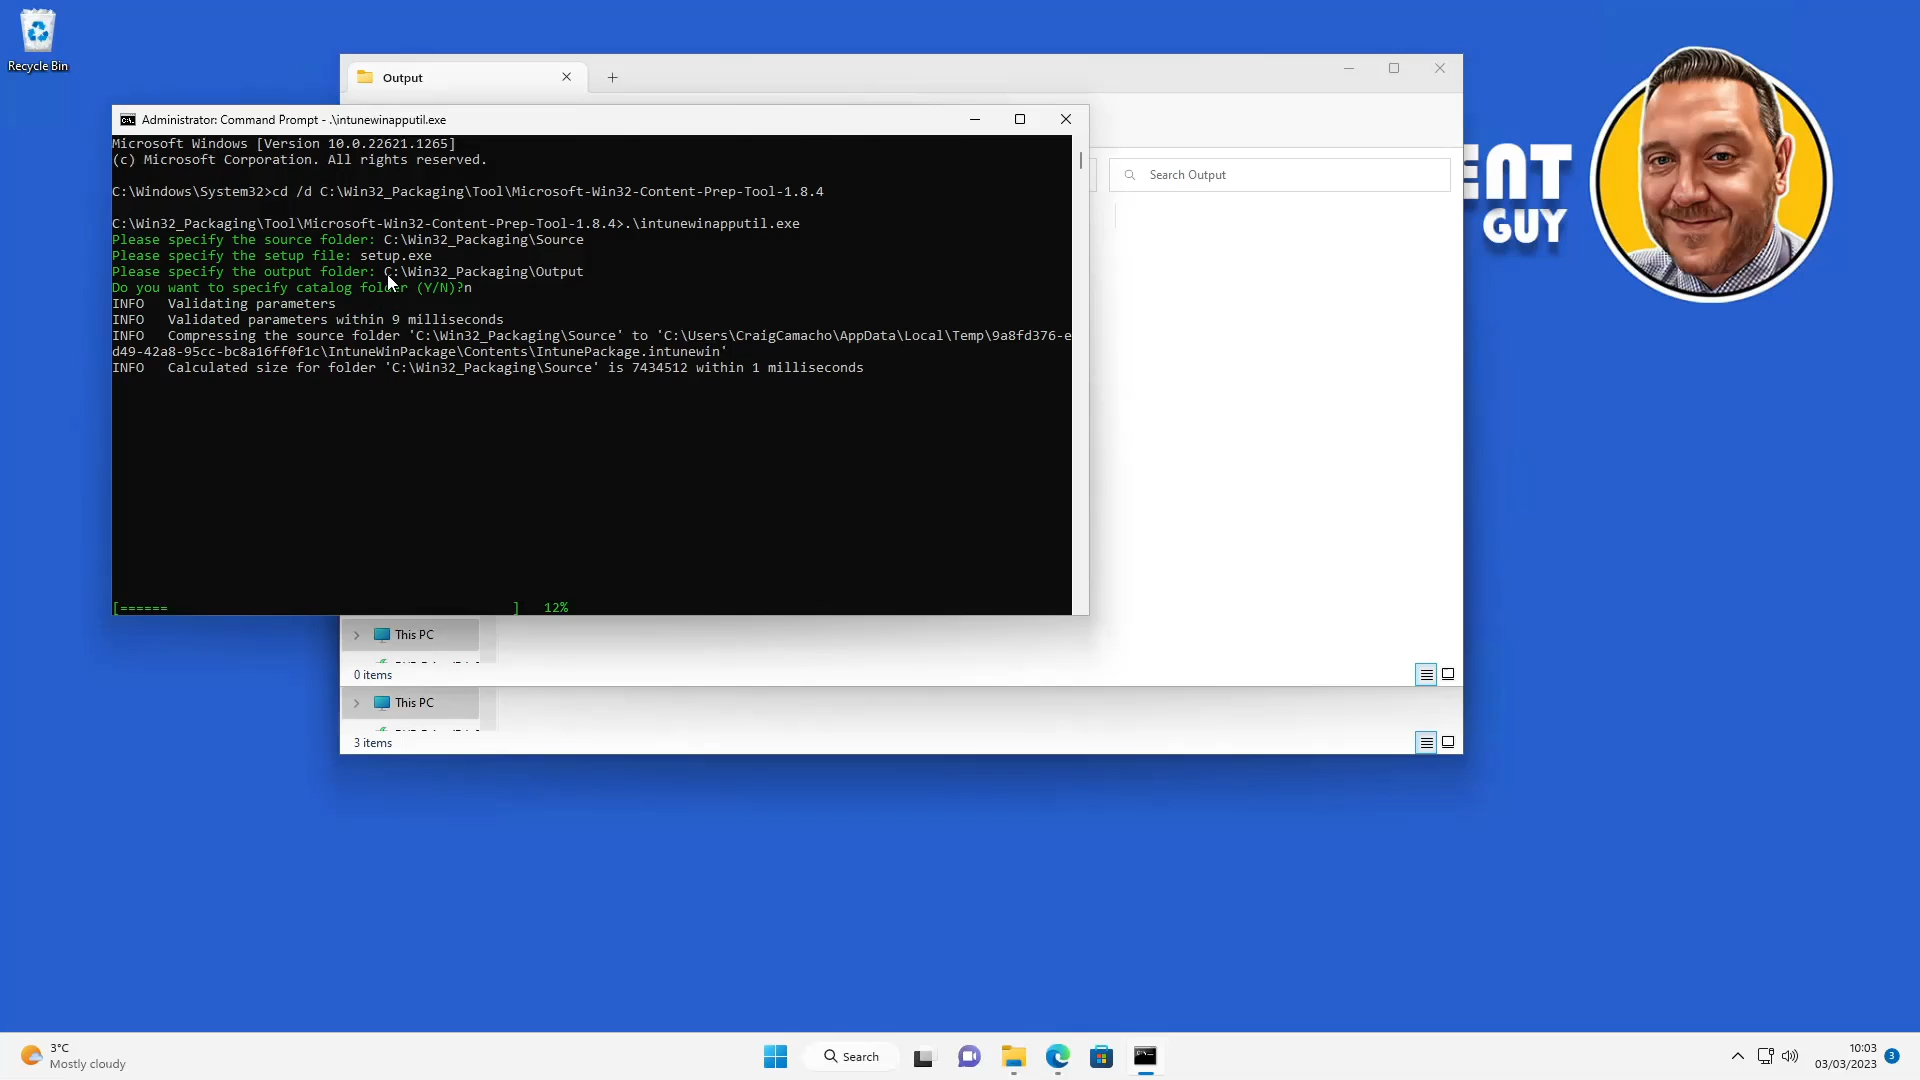 Recycle Bin
Output
Administrator: Command Prompt - .\intunewinapputil.exe
Microsoft Windows [Version 10.0.22621.1265]
(c) Microsoft Corporation. All rights reserved.
C:\Windows\System32>cd /d C:\Win32_Packaging\Tool\Microsoft-Win32-Content-Prep-Tool-1.8.4
C:\Win32_Packaging\Tool\Microsoft-Win32-Content-Prep-Tool-1.8.4>.\intunewinapputil.exe
Please specify the source folder: C:\Win32_Packaging\Source
Please specify the setup file: setup.exe
Please specify the output folder: C:\Win32_Packaging\Output
Do you want to specify catalog folder (Y/N)?n
INFO   Validating parameters
INFO   Validated parameters within 9 milliseconds
INFO   Compressing the source folder 'C:\Win32_Packaging\Source' to 'C:\Users\CraigCamacho\AppData\Local\Temp\9a8fd376-e
d49-42a8-95cc-bc8a16ff0f1c\IntuneWinPackage\Contents\IntunePackage.intunewin'
INFO   Calculated size for folder 'C:\Win32_Packaging\Source' is 7434512 within 1 milliseconds
[======                                           ]   12%
Search Output
ENT
GUY
This PC
0 items
This PC
3 items
3°C
Mostly cloudy
Search
10:03
03/03/2023
3